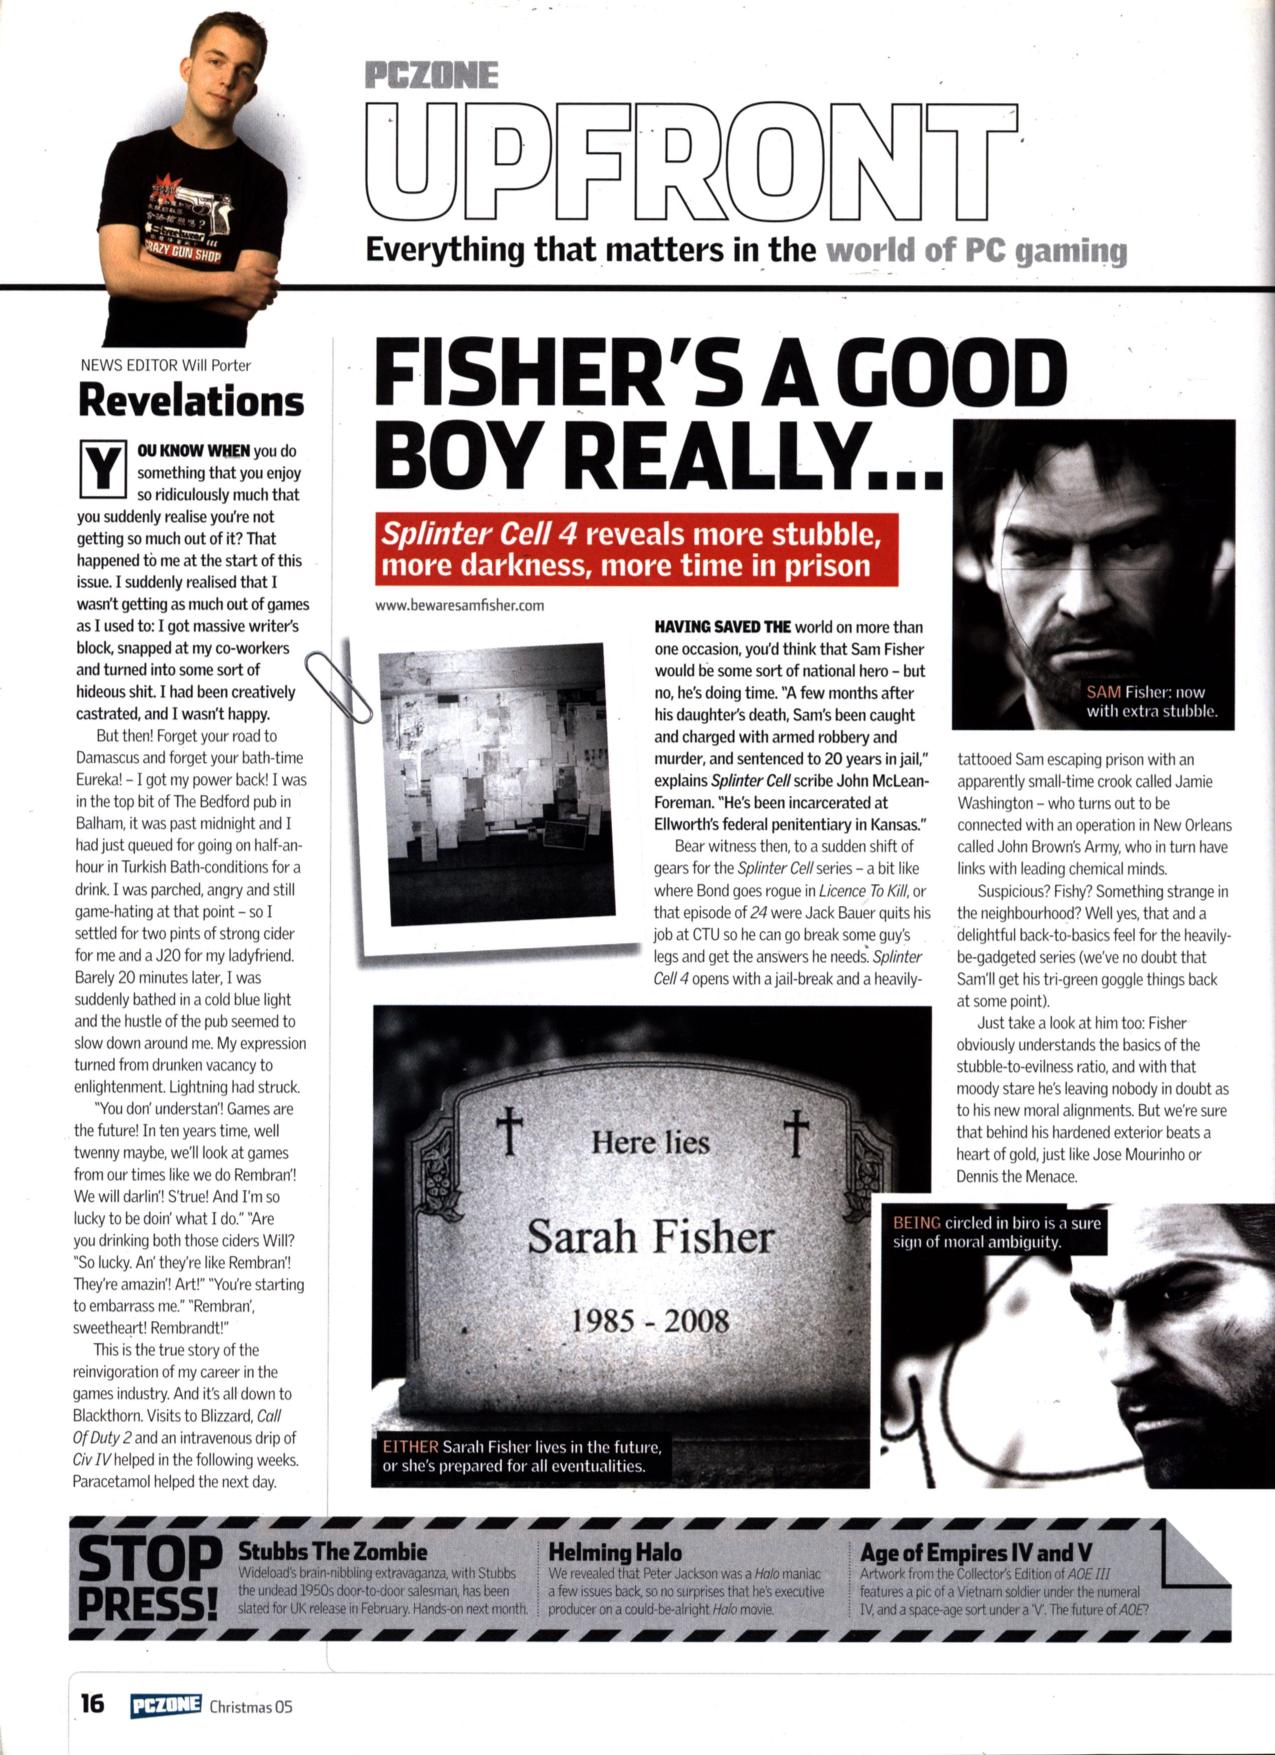 PCZONE
UPFRONT
Everything that matters in the world of PC gaming
CRAZY GUN SHOP
NEWS EDITOR Will Porter
Revelations
YOU KNOW WHEN you do
something that you enjoy
so ridiculously much that
you suddenly realise you're not
getting so much out of it? That
happened to me at the start of this
issue. I suddenly realised that I
wasn't getting as much out of games
as I used to: I got massive writer's
block, snapped at my co-workers
and turned into some sort of
hideous shit. I had been creatively
castrated, and I wasn't happy.
But then! Forget your road to
Damascus and forget your bath-time
Eureka! – I got my power back! I was
in the top bit of The Bedford pub in
Balham, it was past midnight and I
had just queued for going on half-an-
hour in Turkish Bath-conditions for a
drink. I was parched, angry and still
game-hating at that point – so I
settled for two pints of strong cider
for me and a J20 for my ladyfriend.
Barely 20 minutes later, I was
suddenly bathed in a cold blue light
and the hustle of the pub seemed to
slow down around me. My expression
turned from drunken vacancy to
enlightenment. Lightning had struck.
"You don' understan'! Games are
the future! In ten years time, well
twenny maybe, we'll look at games
from our times like we do Rembran'!
We will darlin'! S'true! And I'm so
lucky to be doin' what I do." "Are
you drinking both those ciders Will?
"So lucky. An' they're like Rembran'!
They're amazin'! Art!" "You're starting
to embarrass me." "Rembran',
sweetheart! Rembrandt!"
This is the true story of the
reinvigoration of my career in the
games industry. And it's all down to
Blackthorn. Visits to Blizzard, Call
Of Duty 2 and an intravenous drip of
Civ IV helped in the following weeks.
Paracetamol helped the next day.
FISHER'S A GOOD
BOY REALLY...
Splinter Cell 4 reveals more stubble,
more darkness, more time in prison
www.bewaresamfisher.com
HAVING SAVED THE world on more than
one occasion, you'd think that Sam Fisher
would be some sort of national hero – but
no, he's doing time. "A few months after
his daughter's death, Sam's been caught
and charged with armed robbery and
murder, and sentenced to 20 years in jail,"
explains Splinter Cell scribe John McLean-
Foreman. "He's been incarcerated at
Ellworth's federal penitentiary in Kansas."
Bear witness then, to a sudden shift of
gears for the Splinter Cell series – a bit like
where Bond goes rogue in Licence To Kill, or
that episode of 24 were Jack Bauer quits his
job at CTU so he can go break some guy's
legs and get the answers he needs. Splinter
Cell 4 opens with a jail-break and a heavily-
SAM Fisher: now
with extra stubble.
tattooed Sam escaping prison with an
apparently small-time crook called Jamie
Washington – who turns out to be
connected with an operation in New Orleans
called John Brown's Army, who in turn have
links with leading chemical minds.
Suspicious? Fishy? Something strange in
the neighbourhood? Well yes, that and a
delightful back-to-basics feel for the heavily-
be-gadgeted series (we've no doubt that
Sam'll get his tri-green goggle things back
at some point).
Just take a look at him too: Fisher
obviously understands the basics of the
stubble-to-evilness ratio, and with that
moody stare he's leaving nobody in doubt as
to his new moral alignments. But we're sure
that behind his hardened exterior beats a
heart of gold, just like Jose Mourinho or
Dennis the Menace.
Here lies
Sarah Fisher
1985 - 2008
EITHER Sarah Fisher lives in the future,
or she's prepared for all eventualities.
BEING circled in biro is a sure
sign of moral ambiguity.
STOP
PRESS!
Stubbs The Zombie
Wideload's brain-nibbling extravaganza, with Stubbs
the undead 1950s door-to-door salesman, has been
slated for UK release in February. Hands-on next month.
Helming Halo
We revealed that Peter Jackson was a Halo maniac
a few issues back, so no surprises that he's executive
producer on a could-be-alright Halo movie.
Age of Empires IV and V
Artwork from the Collector's Edition of AOE III
features a pic of a Vietnam soldier under the numeral
IV, and a space-age sort under a 'V'. The future of AOE?
16 PCZONE Christmas 05